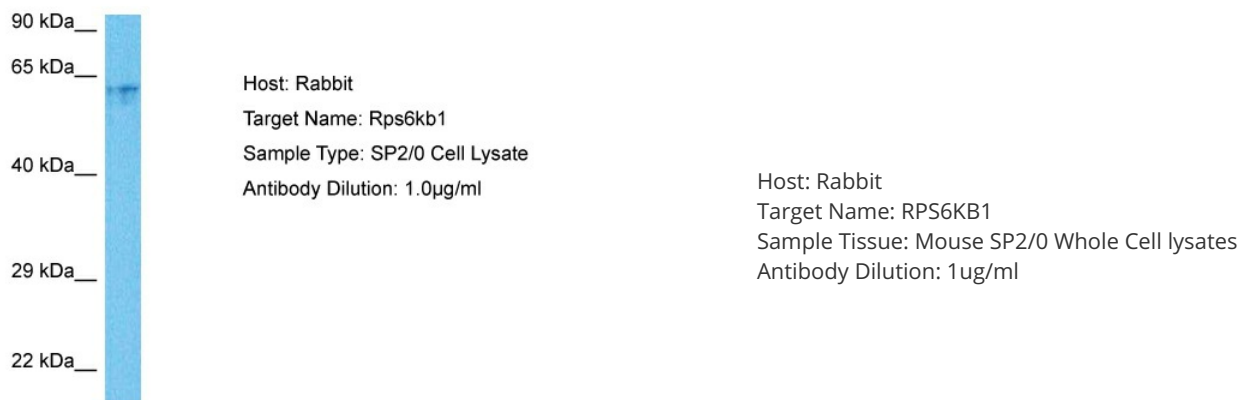 90 kDa__
65 kDa__
40 kDa__
29 kDa__
22 kDa__
Host: Rabbit
Target Name: Rps6kb1
Sample Type: SP2/0 Cell Lysate
Antibody Dilution: 1.0µg/ml
Host: Rabbit
Target Name: RPS6KB1
Sample Tissue: Mouse SP2/0 Whole Cell lysates
Antibody Dilution: 1ug/ml